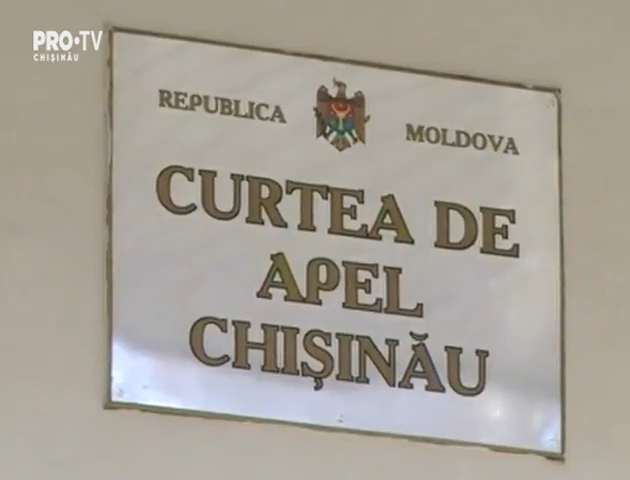 PRO•TV
CHIȘINĂU
REPUBLICA MOLDOVA
CURTEA DE
APEL
CHIȘINĂU